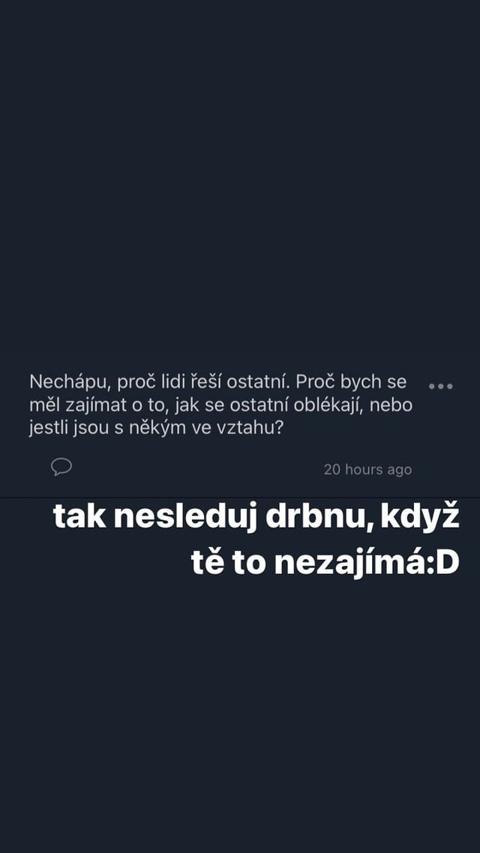 Nechápu, proč lidi řeší ostatní. Proč bych se
měl zajímat o to, jak se ostatní oblékají, nebo
jestli jsou s někým ve vztahu?
20 hours ago
tak nesleduj drbnu, když
tě to nezajímá:D